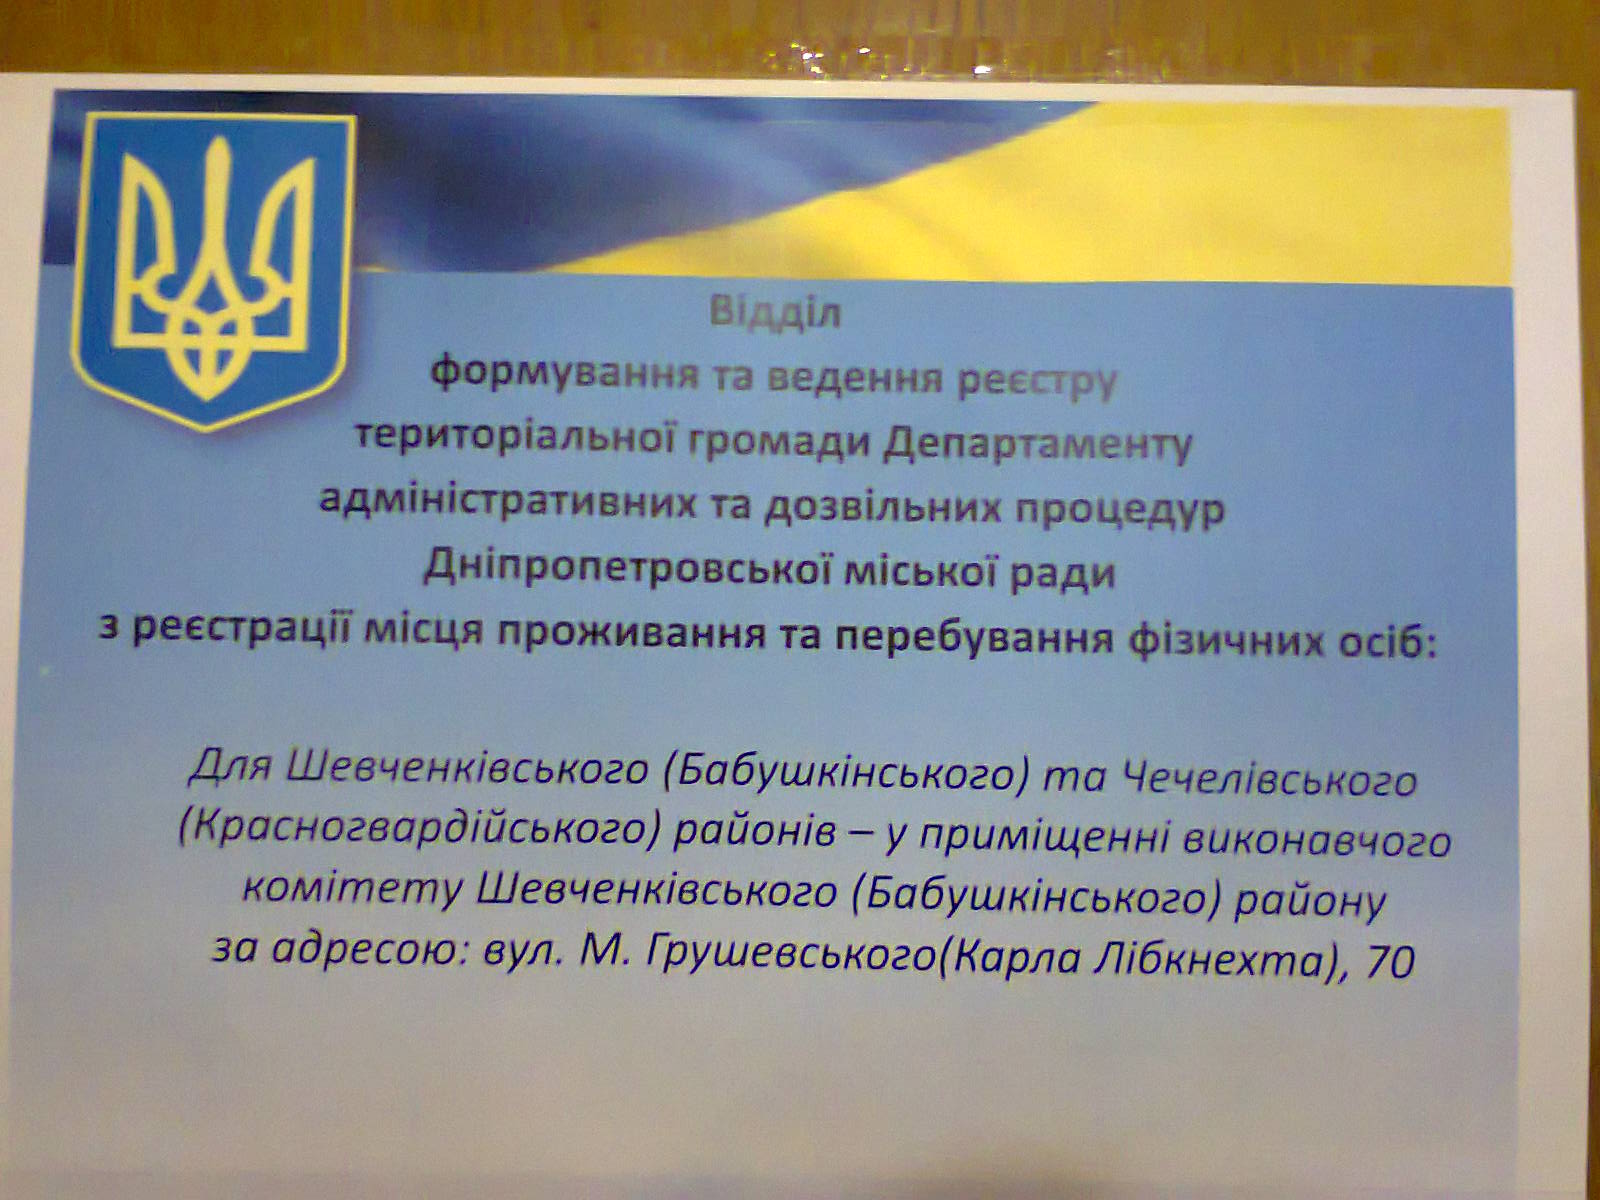 Відділ
формування та ведення реєстру
територіальної громади Департаменту
адміністративних та дозвільних процедур
Дніпропетровської міської ради
з реєстрації місця проживання та перебування фізичних осіб:
Для Шевченківського (Бабушкінського) та Чечелівського
(Красногвардійського) районів – у приміщенні виконавчого
комітету Шевченківського (Бабушкінського) району
за адресою: вул. М. Грушевського(Карла Лібкнехта), 70